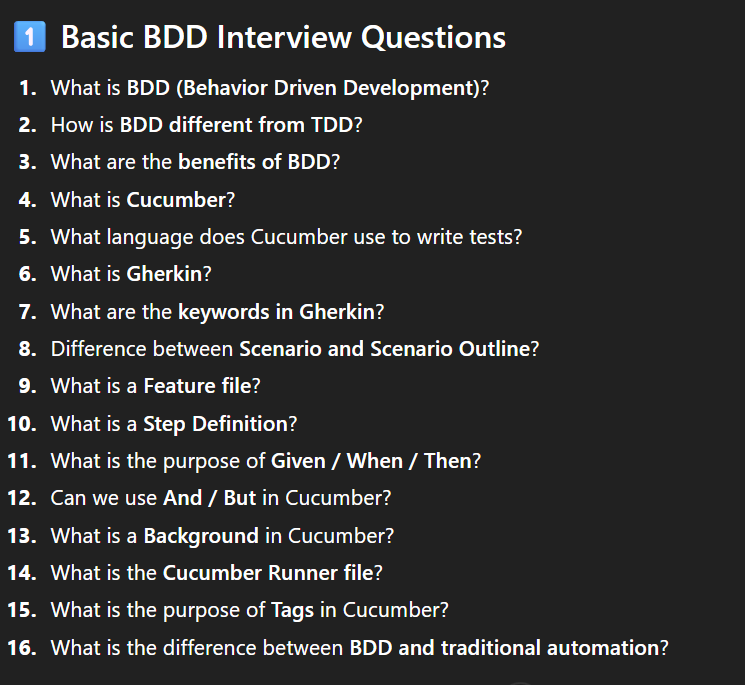 1 Basic BDD Interview Questions
1. What is BDD (Behavior Driven Development)?
2. How is BDD different from TDD?
3. What are the benefits of BDD?
4. What is Cucumber?
5. What language does Cucumber use to write tests?
6. What is Gherkin?
7. What are the keywords in Gherkin?
8. Difference between Scenario and Scenario Outline?
9. What is a Feature file?
10. What is a Step Definition?
11. What is the purpose of Given / When / Then?
12. Can we use And / But in Cucumber?
13. What is a Background in Cucumber?
14. What is the Cucumber Runner file?
15. What is the purpose of Tags in Cucumber?
16. What is the difference between BDD and traditional automation?